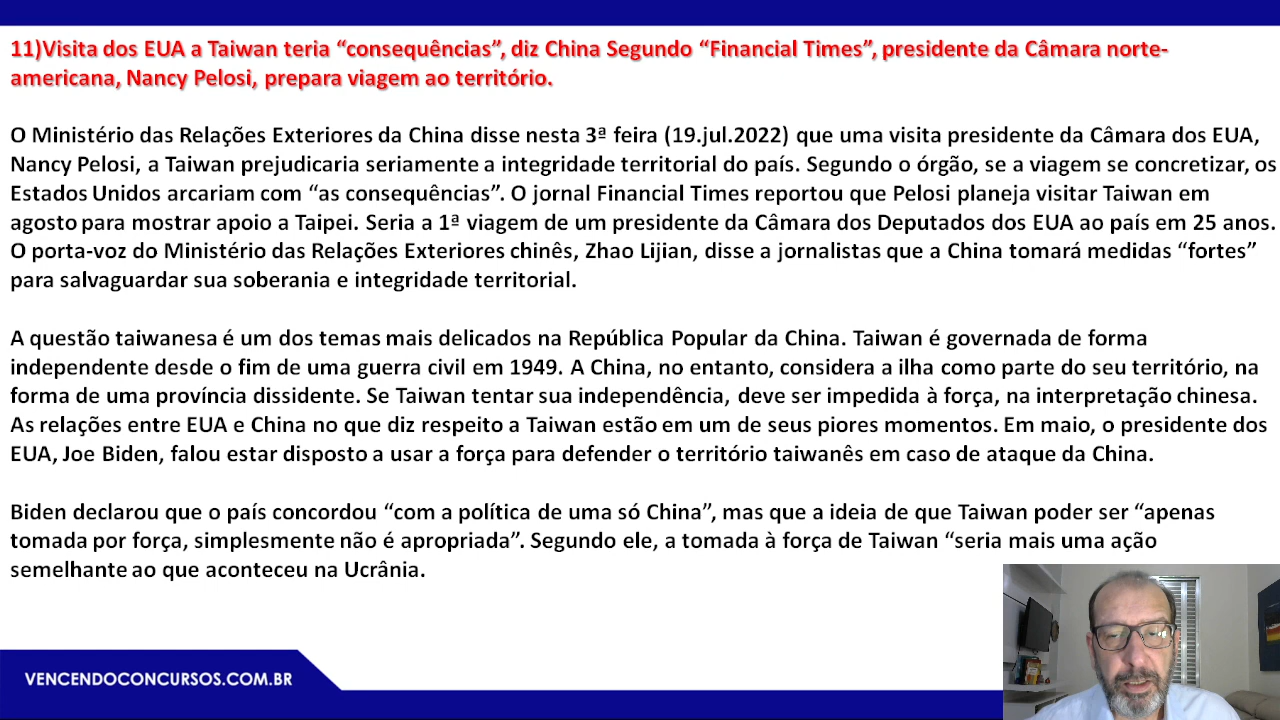 11)Visita dos EUA a Taiwan teria “consequências”, diz China Segundo “Financial Times”, presidente da Câmara norte-
americana, Nancy Pelosi, prepara viagem ao território.
O Ministério das Relações Exteriores da China disse nesta 3ª feira (19.jul.2022) que uma visita presidente da Câmara dos EUA,
Nancy Pelosi, a Taiwan prejudicaria seriamente a integridade territorial do país. Segundo o órgão, se a viagem se concretizar, os
Estados Unidos arcariam com “as consequências”. O jornal Financial Times reportou que Pelosi planeja visitar Taiwan em
agosto para mostrar apoio a Taipei. Seria a 1ª viagem de um presidente da Câmara dos Deputados dos EUA ao país em 25 anos.
O porta-voz do Ministério das Relações Exteriores chinês, Zhao Lijian, disse a jornalistas que a China tomará medidas “fortes”
para salvaguardar sua soberania e integridade territorial.
A questão taiwanesa é um dos temas mais delicados na República Popular da China. Taiwan é governada de forma
independente desde o fim de uma guerra civil em 1949. A China, no entanto, considera a ilha como parte do seu território, na
forma de uma província dissidente. Se Taiwan tentar sua independência, deve ser impedida à força, na interpretação chinesa.
As relações entre EUA e China no que diz respeito a Taiwan estão em um de seus piores momentos. Em maio, o presidente dos
EUA, Joe Biden, falou estar disposto a usar a força para defender o território taiwanês em caso de ataque da China.
Biden declarou que o país concordou “com a política de uma só China”, mas que a ideia de que Taiwan poder ser “apenas
tomada por força, simplesmente não é apropriada”. Segundo ele, a tomada à força de Taiwan “seria mais uma ação
semelhante ao que aconteceu na Ucrânia.
VENCENDOCONCURSOS.COM.BR